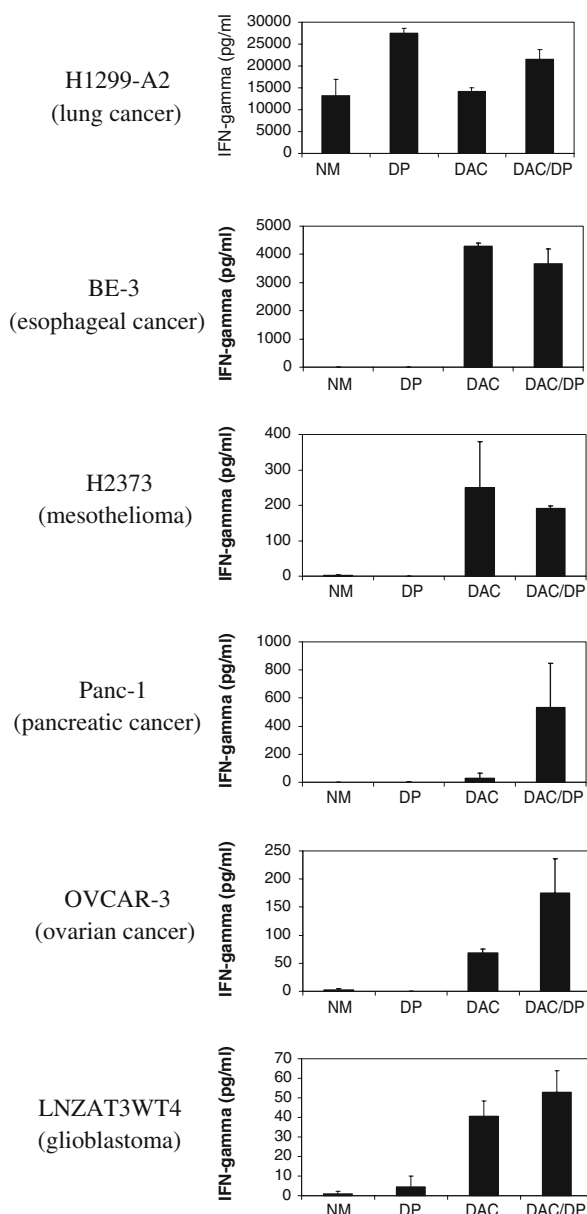 H1299-A2
(lung cancer)
IFN-gamma (pg/ml)
30000
25000
20000
15000
10000
5000
0
NM DP DAC DAC/DP
BE-3
(esophageal cancer)
IFN-gamma (pg/ml)
5000
4000
3000
2000
1000
0
NM DP DAC DAC/DP
H2373
(mesothelioma)
IFN-gamma (pg/ml)
400
300
200
100
0
NM DP DAC DAC/DP
Panc-1
(pancreatic cancer)
IFN-gamma (pg/ml)
1000
800
600
400
200
0
NM DP DAC DAC/DP
OVCAR-3
(ovarian cancer)
IFN-gamma (pg/ml)
250
200
150
100
50
0
NM DP DAC DAC/DP
LNZAT3WT4
(glioblastoma)
IFN-gamma (pg/ml)
70
60
50
40
30
20
10
0
NM DP DAC DAC/DP